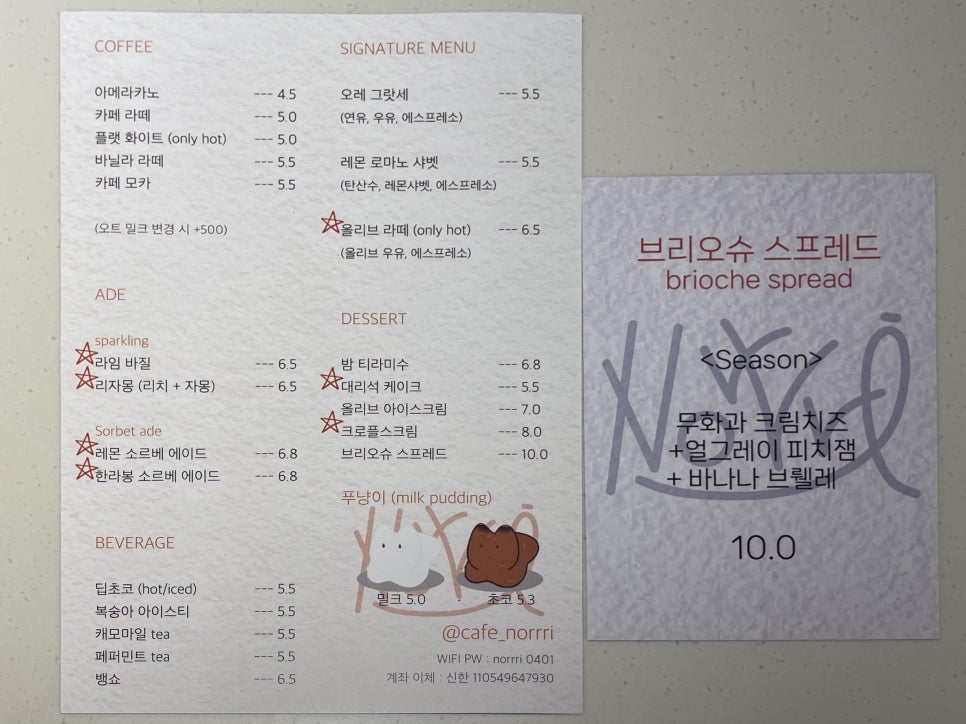 COFFEE
아메라카노 --- 4.5
카페 라떼 --- 5.0
플랫 화이트 (only hot) --- 5.0
바닐라 라떼 --- 5.5
카페 모카 --- 5.5
(오트 밀크 변경 시 +500)
ADE
sparkling
라임 바질 --- 6.5
리자몽 (리치 + 자몽) --- 6.5
Sorbet ade
레몬 소르베 에이드 --- 6.8
한라봉 소르베 에이드 --- 6.8
BEVERAGE
딥초코 (hot/iced) --- 5.5
복숭아 아이스티 --- 5.5
캐모마일 tea --- 5.5
페퍼민트 tea --- 5.5
뱅쇼 --- 6.5
SIGNATURE MENU
오레 그랏세 --- 5.5
(연유, 우유, 에스프레소)
레몬 로마노 샤벳 --- 5.5
(탄산수, 레몬샤벳, 에스프레소)
올리브 라떼 (only hot) --- 6.5
(올리브 우유, 에스프레소)
DESSERT
밤 티라미수 --- 6.8
대리석 케이크 --- 5.5
올리브 아이스크림 --- 7.0
크로플스크림 --- 8.0
브리오슈 스프레드 --- 10.0
푸냥이 (milk pudding)
밀크 5.0 - 초코 5.3
@cafe_norrri
WIFI PW : norrri 0401
계좌 이체 : 신한 110549647930
브리오슈 스프레드
brioche spread
<Season>
무화과 크림치즈
+얼그레이 피치잼
+ 바나나 브륄레
10.0